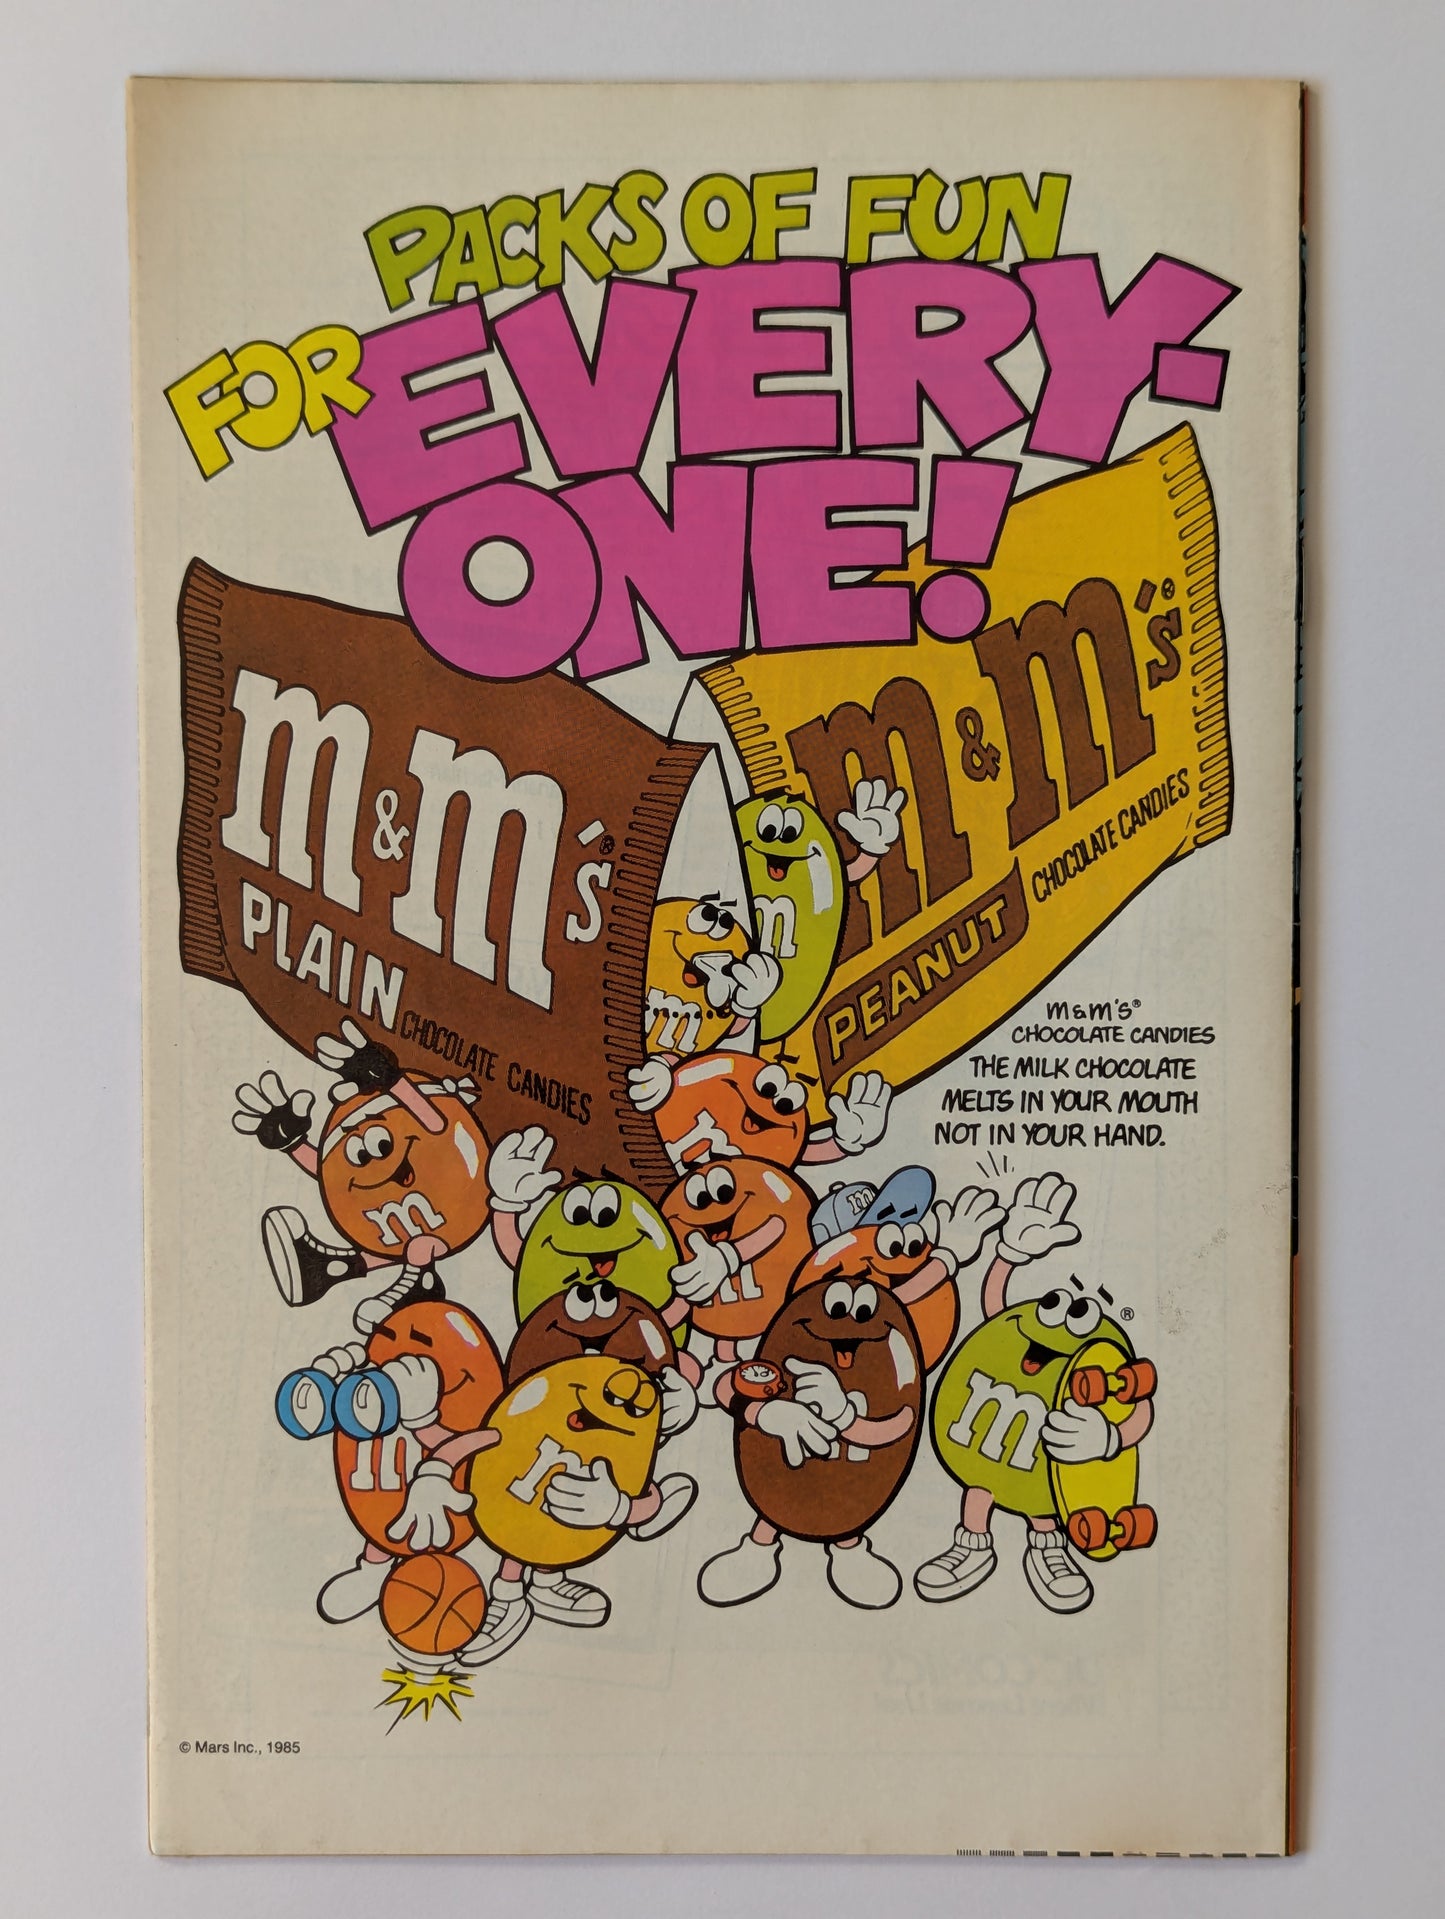 PACKS OF FUN
FOR EVERY-
ONE!
m&m's®
PLAIN
CHOCOLATE CANDIES
m&m's®
PEANUT
CHOCOLATE CANDIES
m&m's®
CHOCOLATE CANDIES
THE MILK CHOCOLATE
MELTS IN YOUR MOUTH
NOT IN YOUR HAND.
m
m
m
m
m
m
m
m
m
m
®
© Mars Inc., 1985